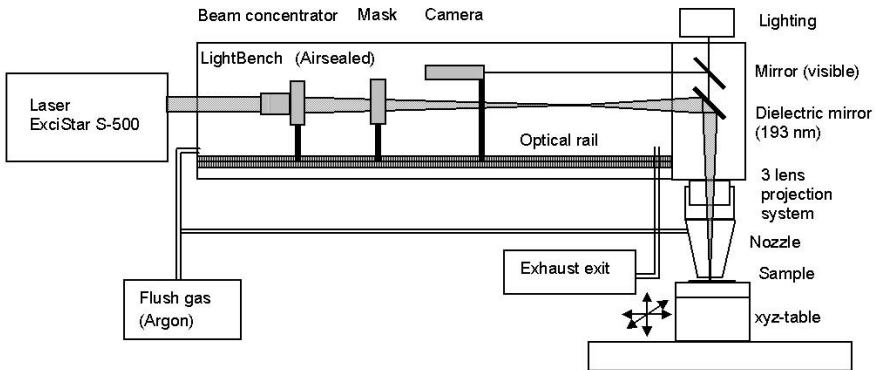 Beam concentrator
Mask
Camera
Lighting
LightBench (Airsealed)
Mirror (visible)
Laser
ExciStar S-500
Dielectric mirror
(193 nm)
Optical rail
3 lens
projection
system
Nozzle
Exhaust exit
Sample
Flush gas
(Argon)
xyz-table